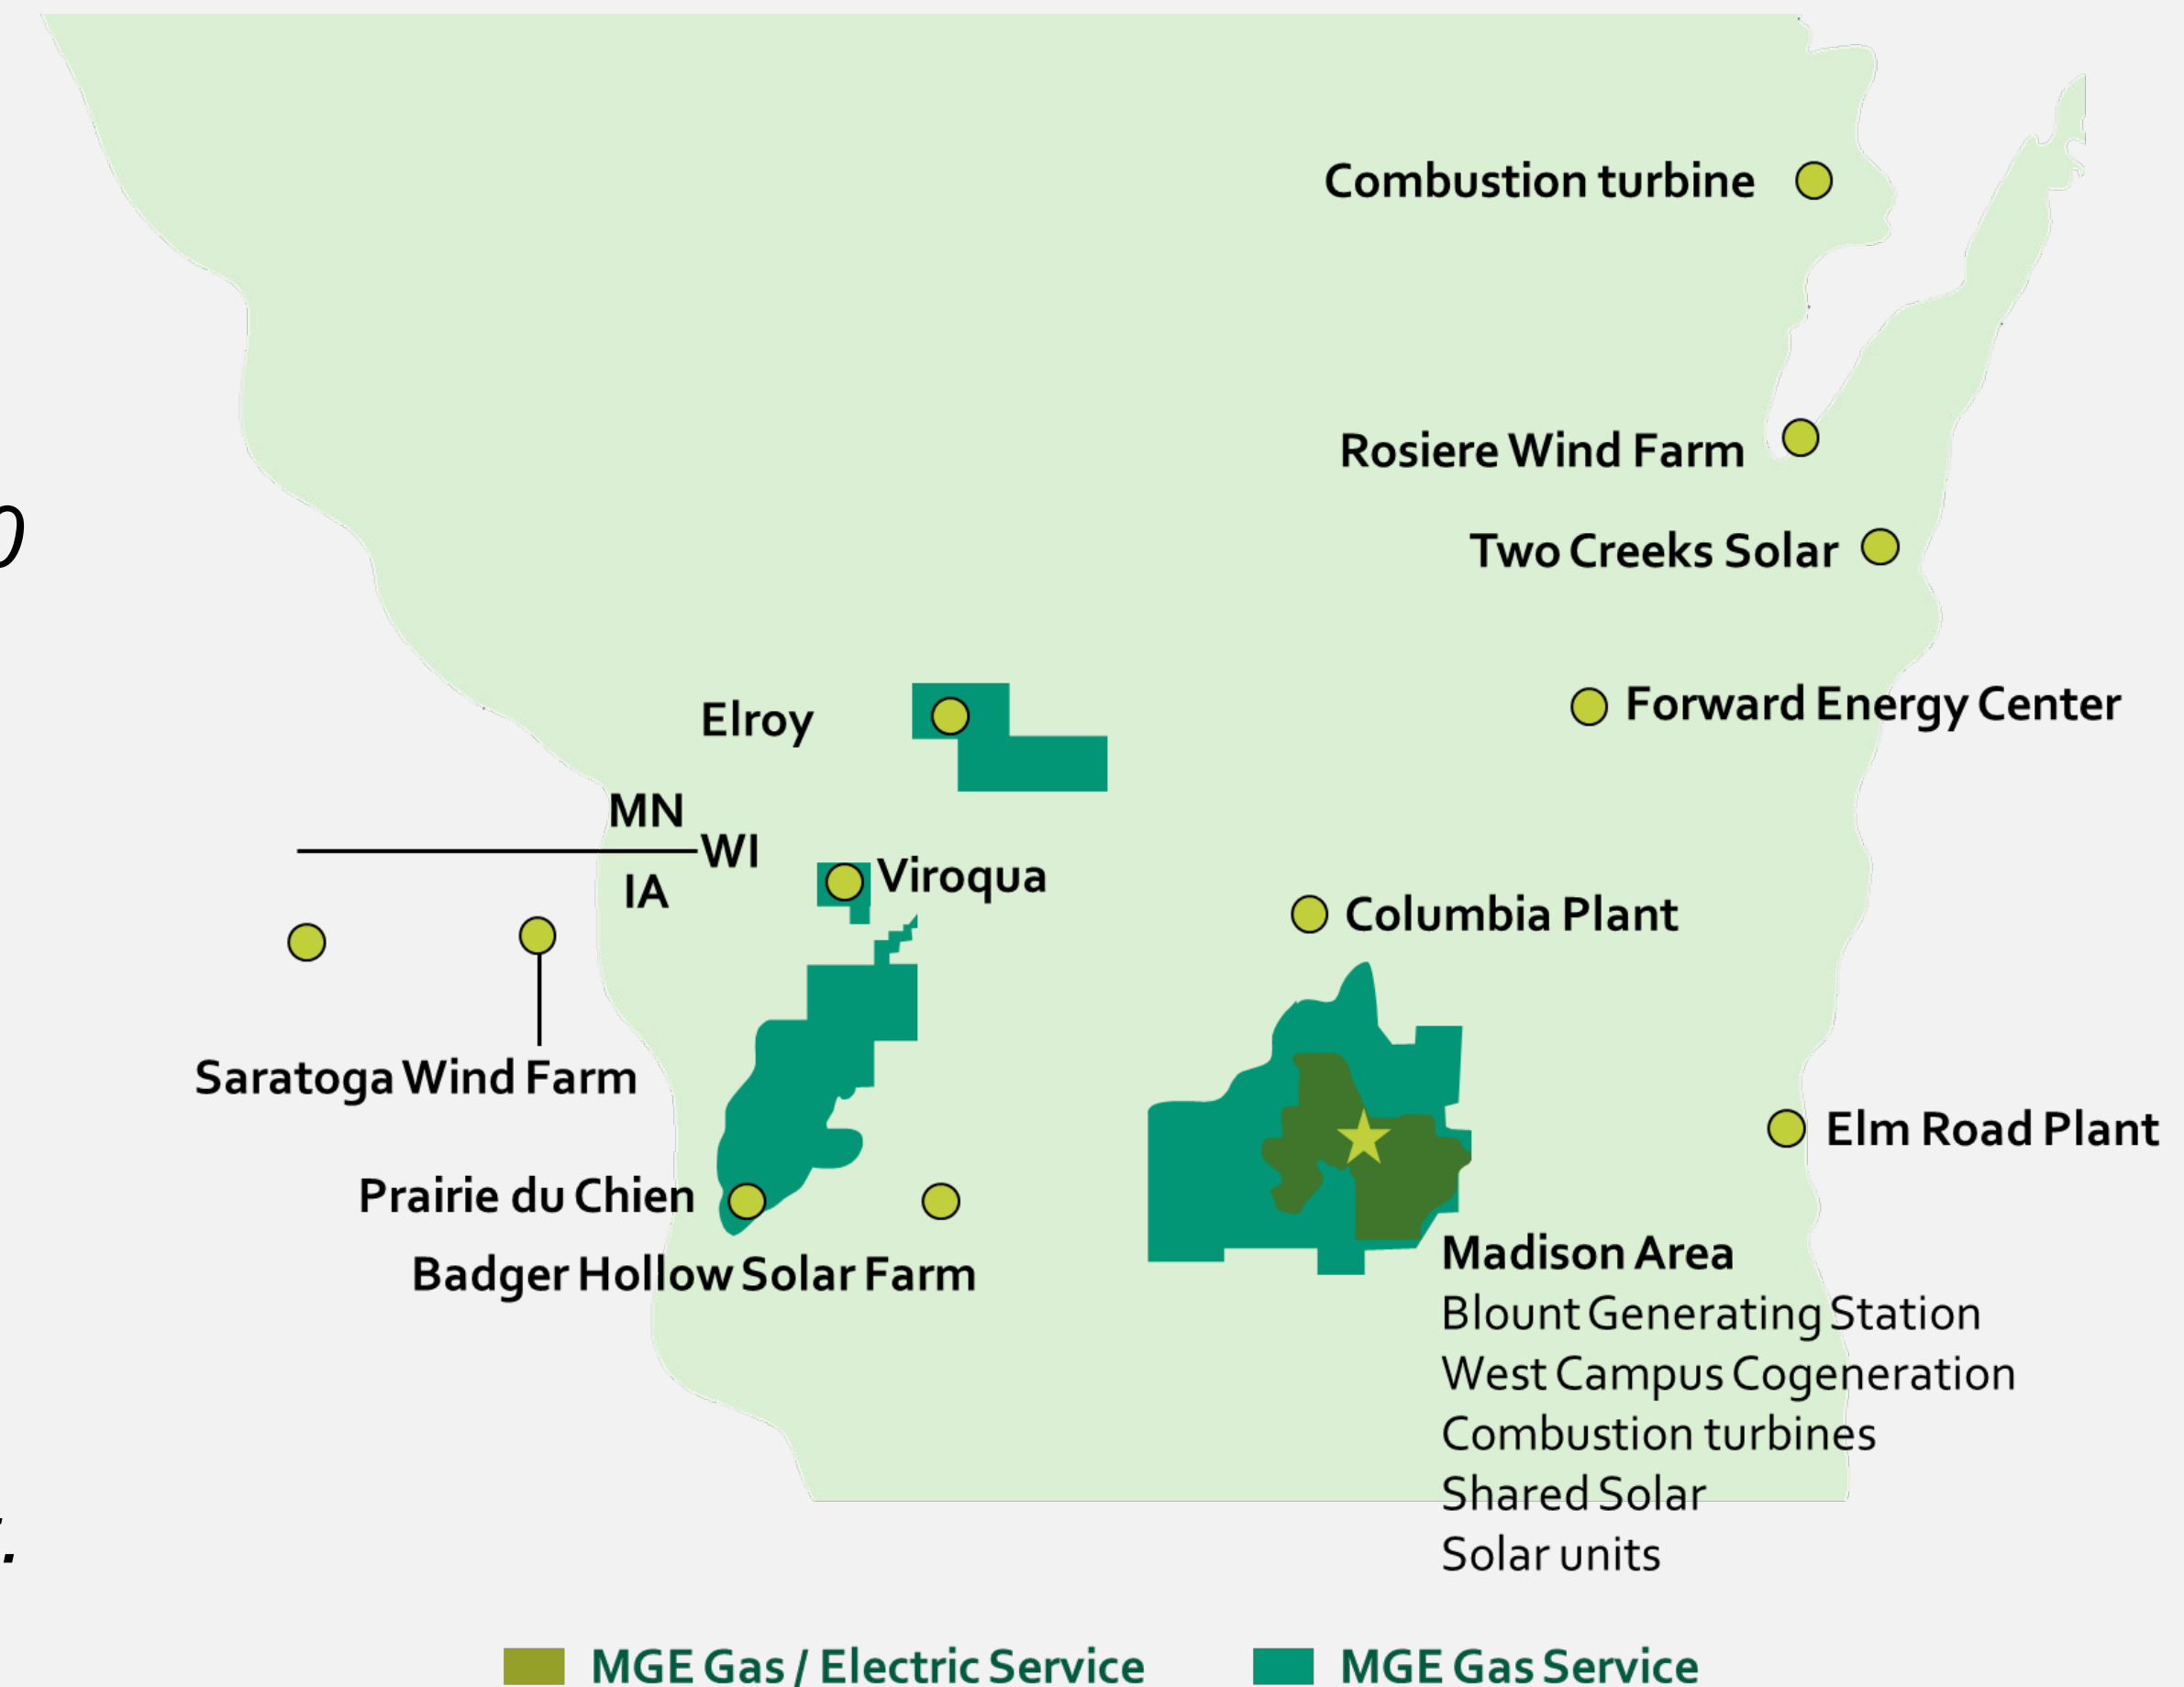 Combustion turbine
Rosiere Wind Farm
Two Creeks Solar
Elroy
Forward Energy Center
MN
WI
IA
Viroqua
Columbia Plant
Saratoga Wind Farm
Elm Road Plant
Prairie du Chien
Badger Hollow Solar Farm
Madison Area
Blount Generating Station
West Campus Cogeneration
Combustion turbines
Shared Solar
Solar units
MGE Gas / Electric Service
MGE Gas Service